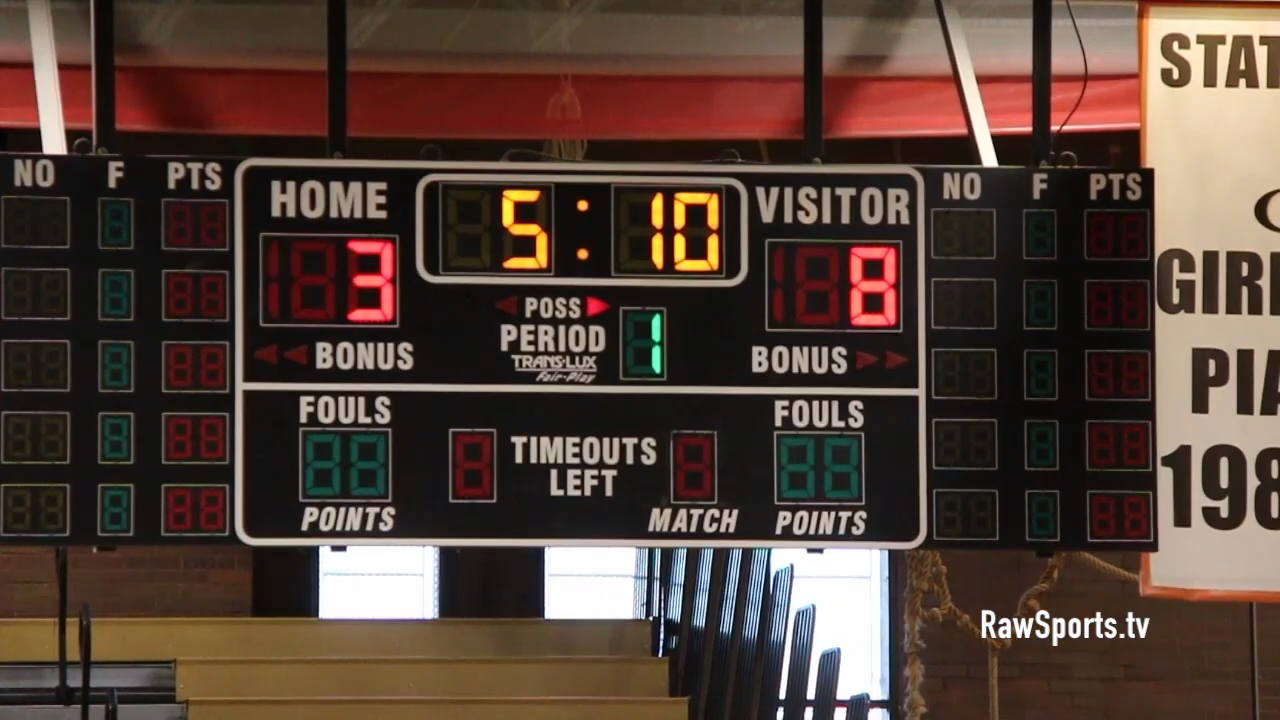 NO F PTS
HOME
5:10
VISITOR
NO F PTS
3
8
POSS
PERIOD
1
TRANS-LUX
Fair-Play
BONUS
BONUS
FOULS
FOULS
TIMEOUTS
LEFT
POINTS
MATCH
POINTS
STAT
GIRL
PIA
198
RawSports.tv